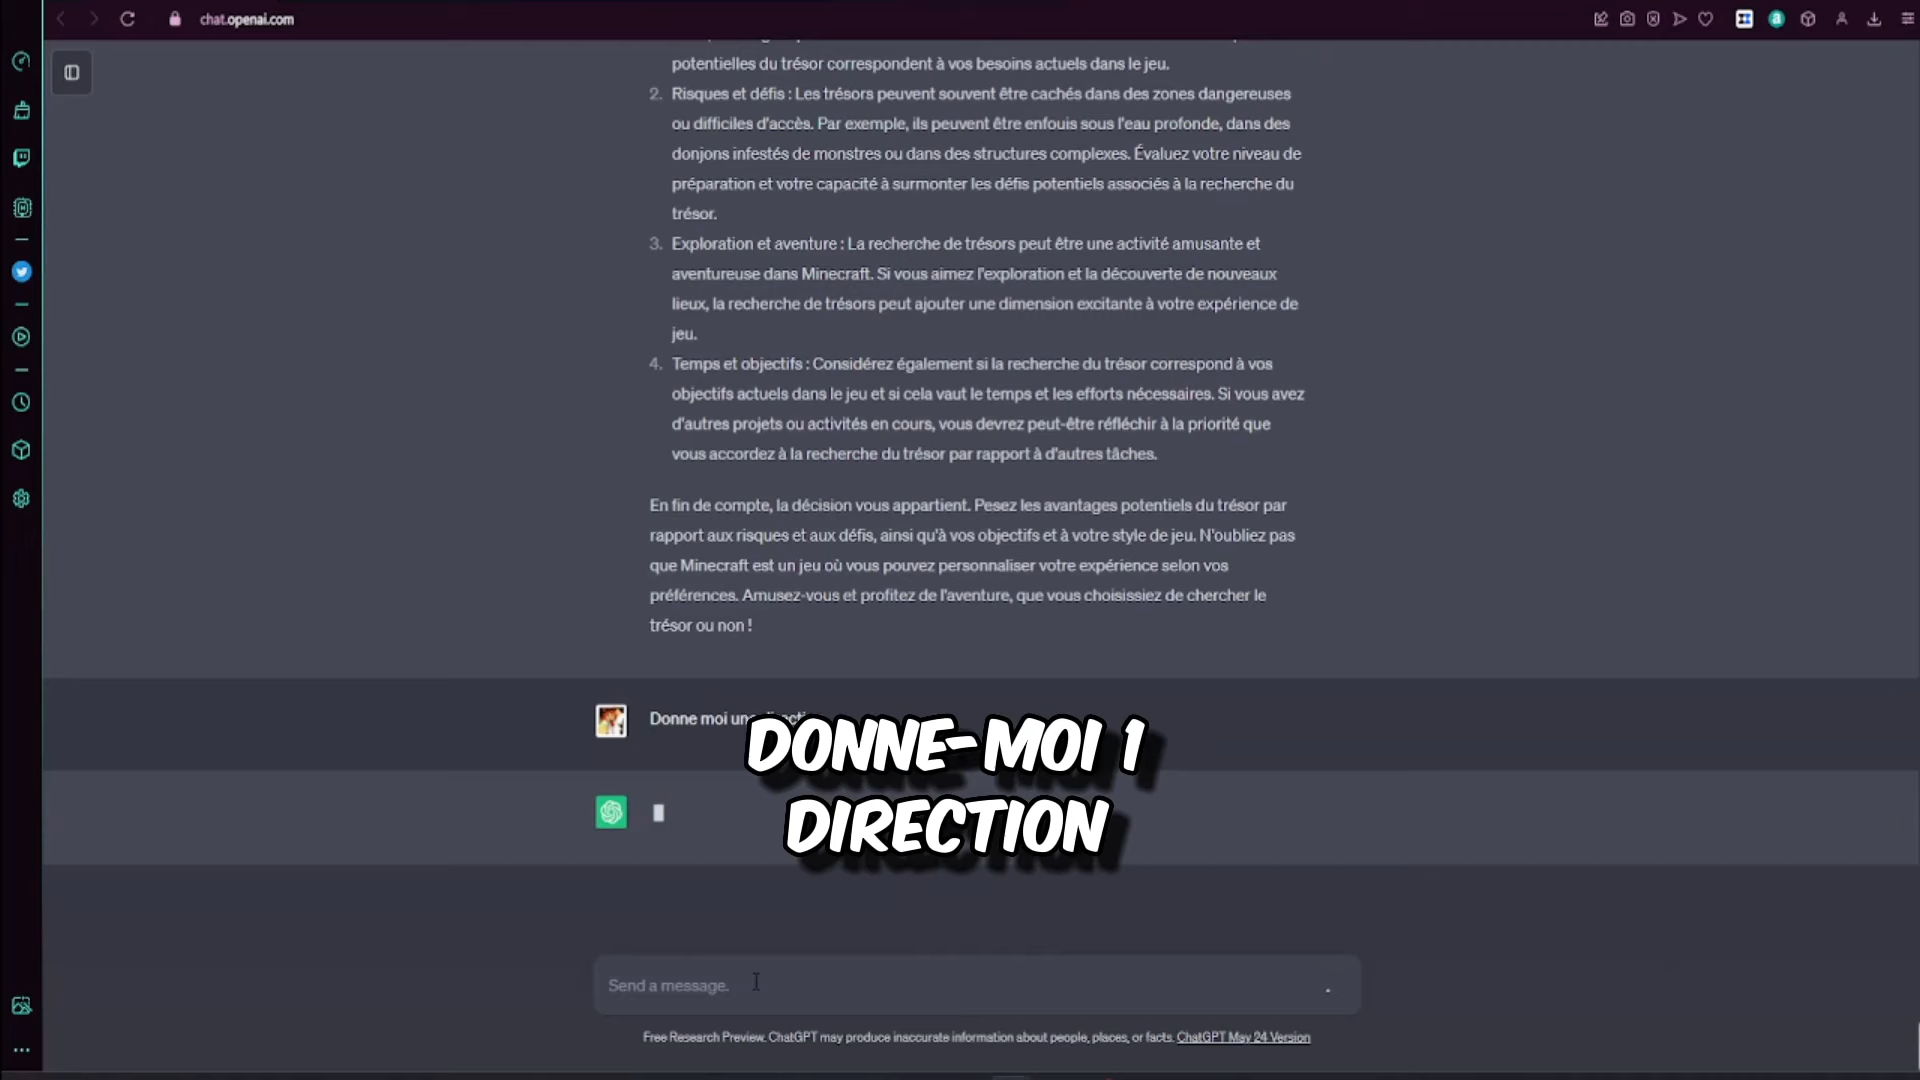 chat.openai.com
potentielles du trésor correspondent à vos besoins actuels dans le jeu.
2. Risques et défis : Les trésors peuvent souvent être cachés dans des zones dangereuses
ou difficiles d'accès. Par exemple, ils peuvent être enfouis sous l'eau profonde, dans des
donjons infestés de monstres ou dans des structures complexes. Évaluez votre niveau de
préparation et votre capacité à surmonter les défis potentiels associés à la recherche du
trésor.
3. Exploration et aventure : La recherche de trésors peut être une activité amusante et
aventureuse dans Minecraft. Si vous aimez l'exploration et la découverte de nouveaux
lieux, la recherche de trésors peut ajouter une dimension excitante à votre expérience de
jeu.
4. Temps et objectifs : Considérez également si la recherche du trésor correspond à vos
objectifs actuels dans le jeu et si cela vaut le temps et les efforts nécessaires. Si vous avez
d'autres projets ou activités en cours, vous devrez peut-être réfléchir à la priorité que
vous accordez à la recherche du trésor par rapport à d'autres tâches.
En fin de compte, la décision vous appartient. Pesez les avantages potentiels du trésor par
rapport aux risques et aux défis, ainsi qu'à vos objectifs et à votre style de jeu. N'oubliez pas
que Minecraft est un jeu où vous pouvez personnaliser votre expérience selon vos
préférences. Amusez-vous et profitez de l'aventure, que vous choisissiez de chercher le
trésor ou non !
Donne moi une
DONNE-MOI 1
DIRECTION
Send a message.
Free Research Preview. ChatGPT may produce inaccurate information about people, places, or facts. ChatGPT May 24 Version